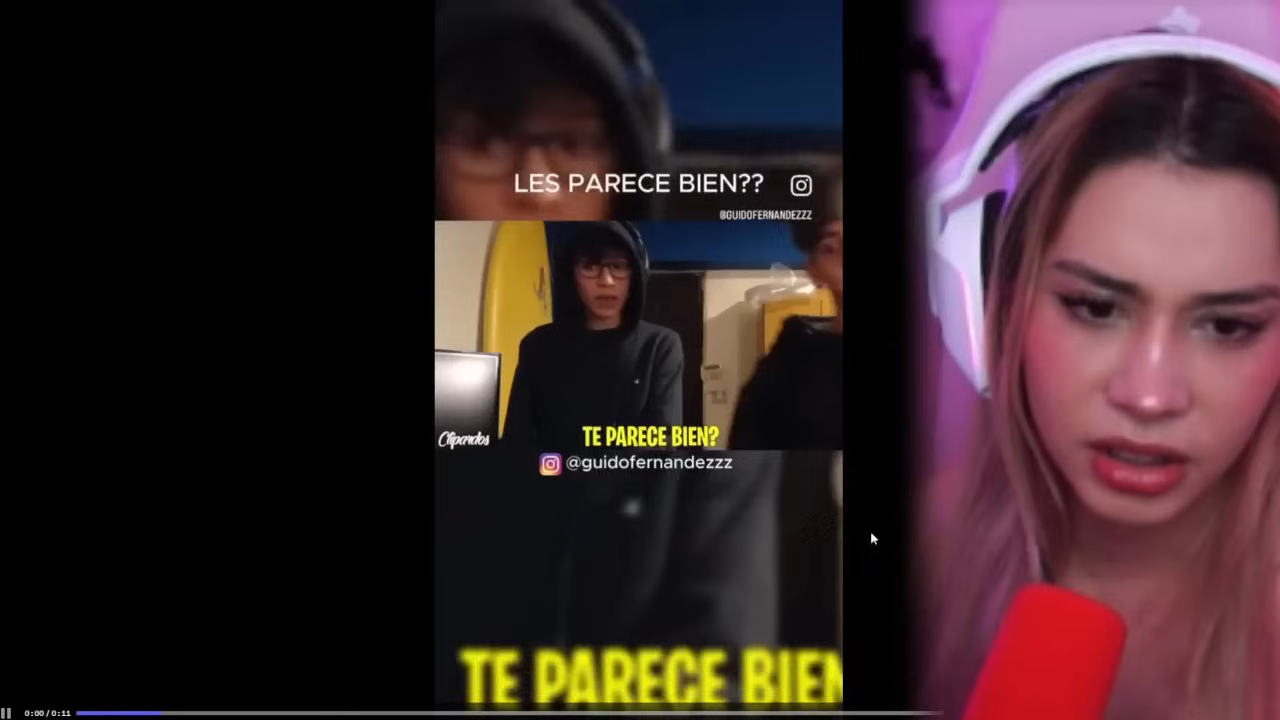 LES PARECE BIEN??
@GUIDOFERNANDEZZZ
TE PARECE BIEN?
Clipardos
@guidofernandezzz
TE PARECE BIEN
0:00 / 0:11